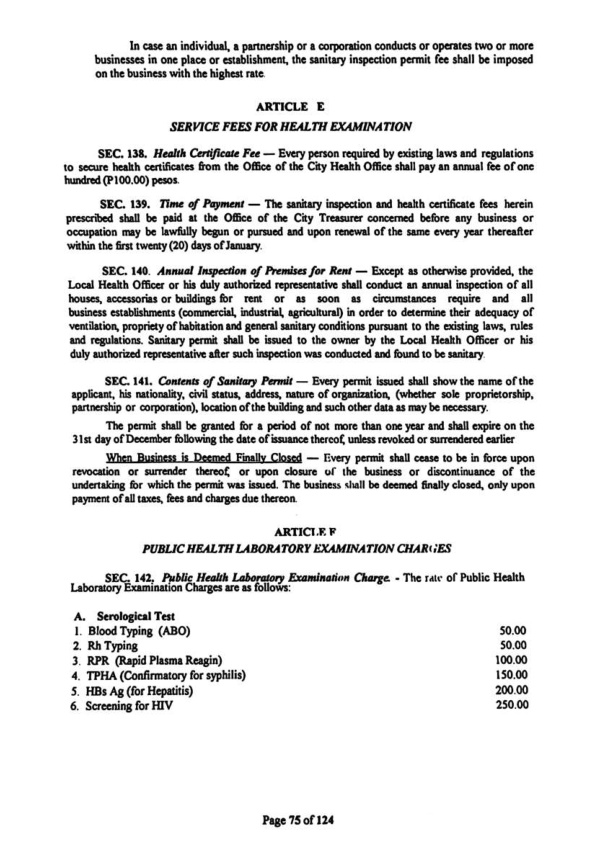 In case an individual, a partnership or a corporation conducts or operates two or more
businesses in one place or establishment, the sanitary inspection permit fee shall be imposed
on the business with the highest rate.
ARTICLE E
SERVICE FEES FOR HEALTH EXAMINATION
SEC. 138. Health Certificate Fee — Every person required by existing laws and regulations
to secure health certificates from the Office of the City Health Office shall pay an annual fee of one
hundred (P100.00) pesos.
SEC. 139. Time of Payment — The sanitary inspection and health certificate fees herein
prescribed shall be paid at the Office of the City Treasurer concerned before any business or
occupation may be lawfully begun or pursued and upon renewal of the same every year thereafter
within the first twenty (20) days of January.
SEC. 140. Annual Inspection of Premises for Rent — Except as otherwise provided, the
Local Health Officer or his duly authorized representative shall conduct an annual inspection of all
houses, accessorias or buildings for rent or as soon as circumstances require and all
business establishments (commercial, industrial, agricultural) in order to determine their adequacy of
ventilation, propriety of habitation and general sanitary conditions pursuant to the existing laws, rules
and regulations. Sanitary permit shall be issued to the owner by the Local Health Officer or his
duly authorized representative after such inspection was conducted and found to be sanitary.
SEC. 141. Contents of Sanitary Permit — Every permit issued shall show the name of the
applicant, his nationality, civil status, address, nature of organization, (whether sole proprietorship,
partnership or corporation), location of the building and such other data as may be necessary.
The permit shall be granted for a period of not more than one year and shall expire on the
31st day of December following the date of issuance thereof, unless revoked or surrendered earlier
When Business is Deemed Finally Closed — Every permit shall cease to be in force upon
revocation or surrender thereof, or upon closure of the business or discontinuance of the
undertaking for which the permit was issued. The business shall be deemed finally closed, only upon
payment of all taxes, fees and charges due thereon.
ARTICLE F
PUBLIC HEALTH LABORATORY EXAMINATION CHARGES
SEC. 142. Public Health Laboratory Examination Charge. - The rate of Public Health
Laboratory Examination Charges are as follows:
A. Serological Test
1. Blood Typing (ABO) 50.00
2. Rh Typing 50.00
3. RPR (Rapid Plasma Reagin) 100.00
4. TPHA (Confirmatory for syphilis) 150.00
5. HBs Ag (for Hepatitis) 200.00
6. Screening for HIV 250.00
Page 75 of 124